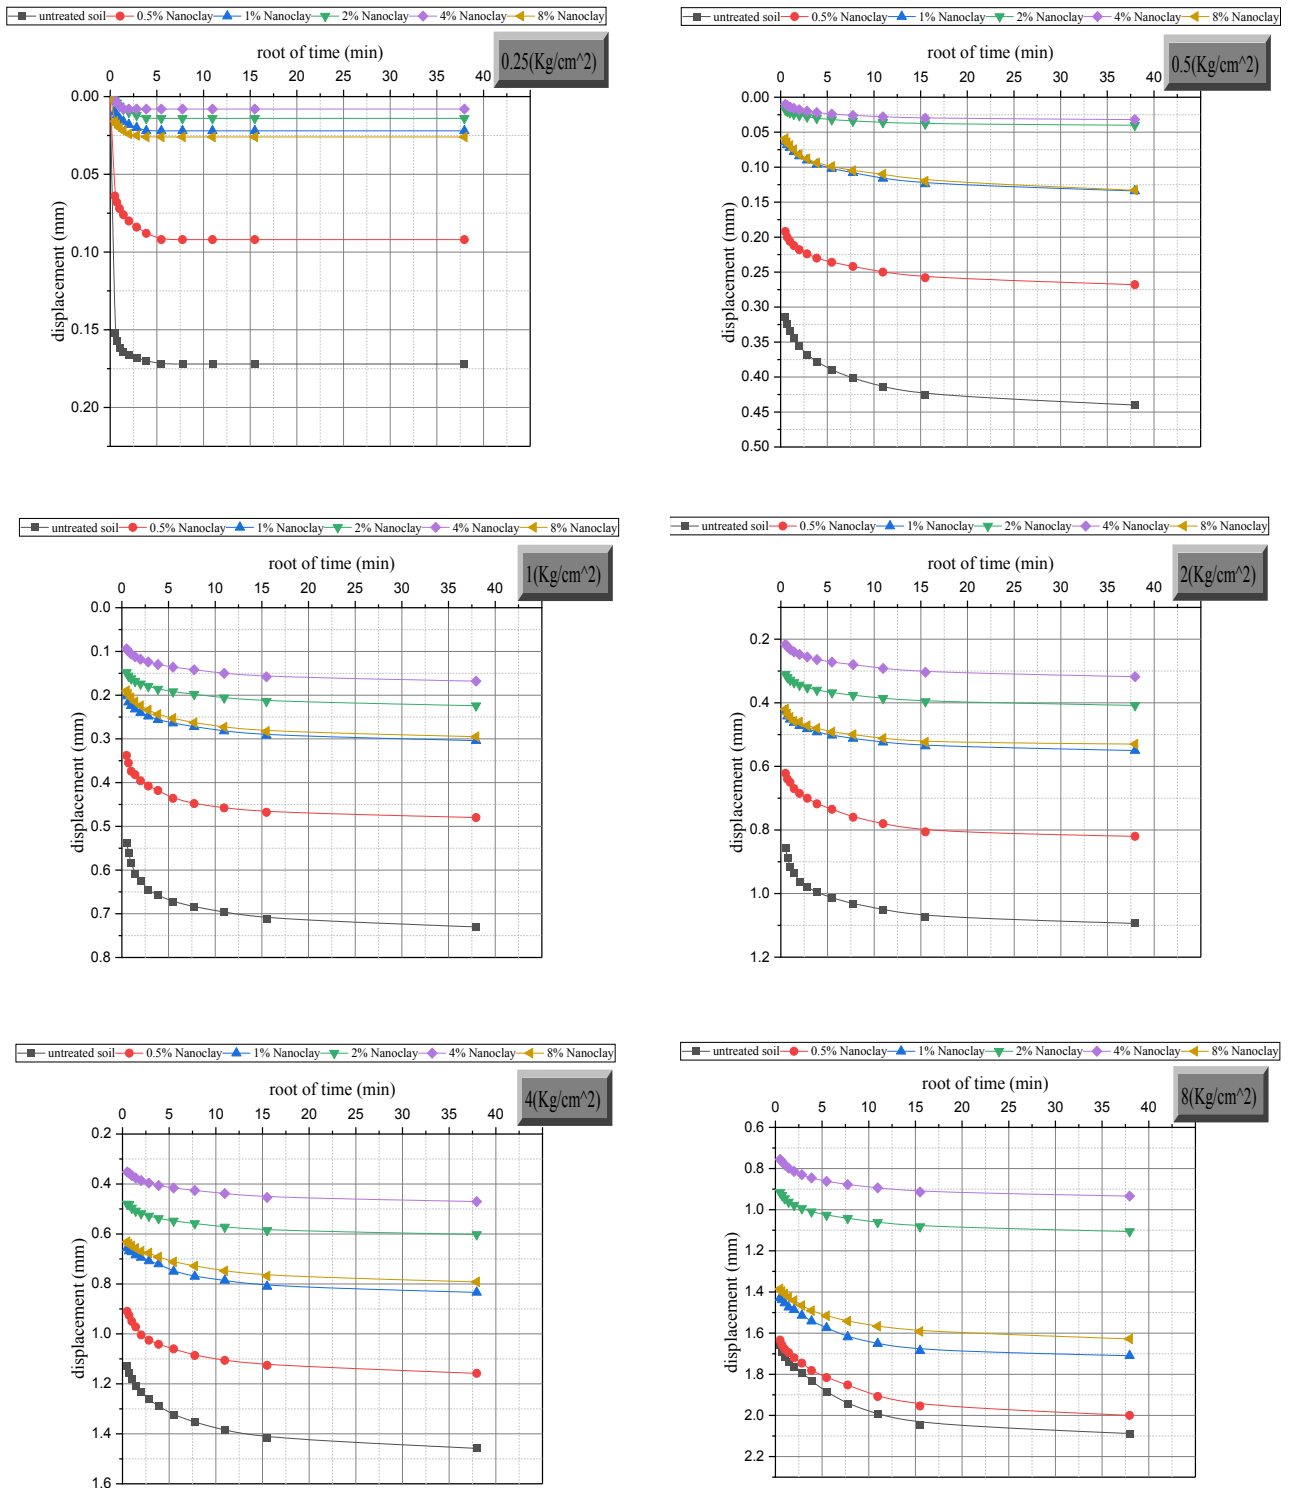 untreated soil 0.5% Nanoclay 1% Nanoclay 2% Nanoclay 4% Nanoclay 8% Nanoclay
root of time (min)
0.25(Kg/cm^2)
0 5 10 15 20 25 30 35 40
0.00
0.05
0.10
0.15
0.20
displacement (mm)
untreated soil 0.5% Nanoclay 1% Nanoclay 2% Nanoclay 4% Nanoclay 8% Nanoclay
root of time (min)
0.5(Kg/cm^2)
0 5 10 15 20 25 30 35 40
0.00
0.05
0.10
0.15
0.20
0.25
0.30
0.35
0.40
0.45
0.50
displacement (mm)
untreated soil 0.5% Nanoclay 1% Nanoclay 2% Nanoclay 4% Nanoclay 8% Nanoclay
root of time (min)
1(Kg/cm^2)
0 5 10 15 20 25 30 35 40
0.0
0.1
0.2
0.3
0.4
0.5
0.6
0.7
0.8
displacement (mm)
untreated soil 0.5% Nanoclay 1% Nanoclay 2% Nanoclay 4% Nanoclay 8% Nanoclay
root of time (min)
2(Kg/cm^2)
0 5 10 15 20 25 30 35 40
0.2
0.4
0.6
0.8
1.0
1.2
displacement (mm)
untreated soil 0.5% Nanoclay 1% Nanoclay 2% Nanoclay 4% Nanoclay 8% Nanoclay
root of time (min)
4(Kg/cm^2)
0 5 10 15 20 25 30 35 40
0.2
0.4
0.6
0.8
1.0
1.2
1.4
1.6
displacement (mm)
untreated soil 0.5% Nanoclay 1% Nanoclay 2% Nanoclay 4% Nanoclay 8% Nanoclay
root of time (min)
8(Kg/cm^2)
0 5 10 15 20 25 30 35 40
0.6
0.8
1.0
1.2
1.4
1.6
1.8
2.0
2.2
displacement (mm)